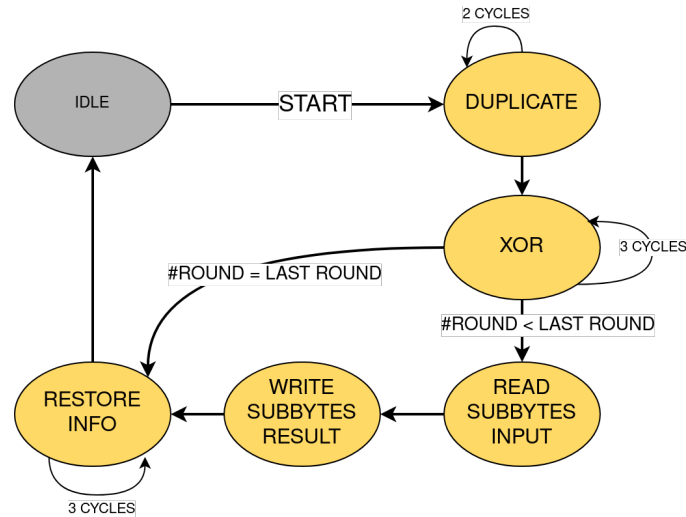 2 CYCLES
IDLE
START
DUPLICATE
XOR
3 CYCLES
#ROUND = LAST ROUND
#ROUND < LAST ROUND
RESTORE
INFO
WRITE
SUBBYTES
RESULT
READ
SUBBYTES
INPUT
3 CYCLES